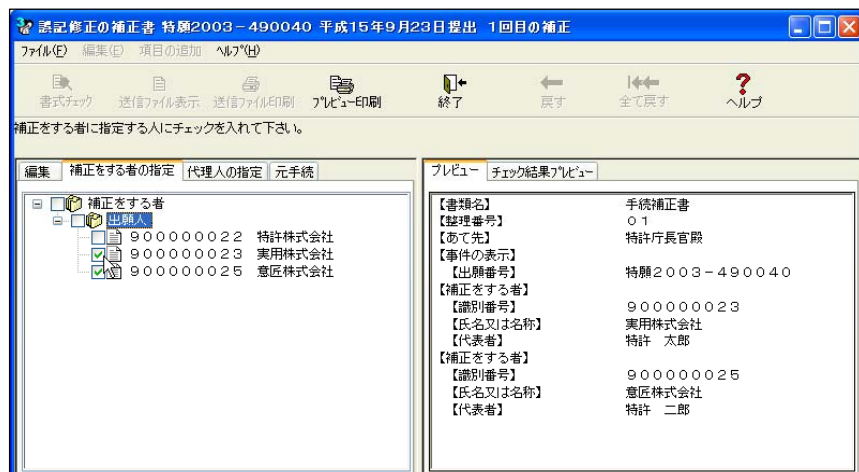 誤記修正の補正書 特願2003－490040 平成15年9月23日提出 1回目の補正
ファイル(F) 編集(E) 項目の追加 ヘルプ(H)
書式チェック 送信ファイル表示 送信ファイル印刷 プレビュー印刷 終了 戻す 全て戻す ヘルプ
補正をする者に指定する人にチェックを入れて下さい。
編集 補正をする者の指定 代理人の指定 元手続
補正をする者
出願人
９０００００００２２ 特許株式会社
９０００００００２３ 実用株式会社
９０００００００２５ 意匠株式会社
プレビュー チェック結果プレビュー
【書類名】 手続補正書
【整理番号】 ０１
【あて先】 特許庁長官殿
【事件の表示】
【出願番号】 特願２００３－４９００４０
【補正をする者】
【識別番号】 ９０００００００２３
【氏名又は名称】 実用株式会社
【代表者】 特許 太郎
【補正をする者】
【識別番号】 ９０００００００２５
【氏名又は名称】 意匠株式会社
【代表者】 特許 二郎